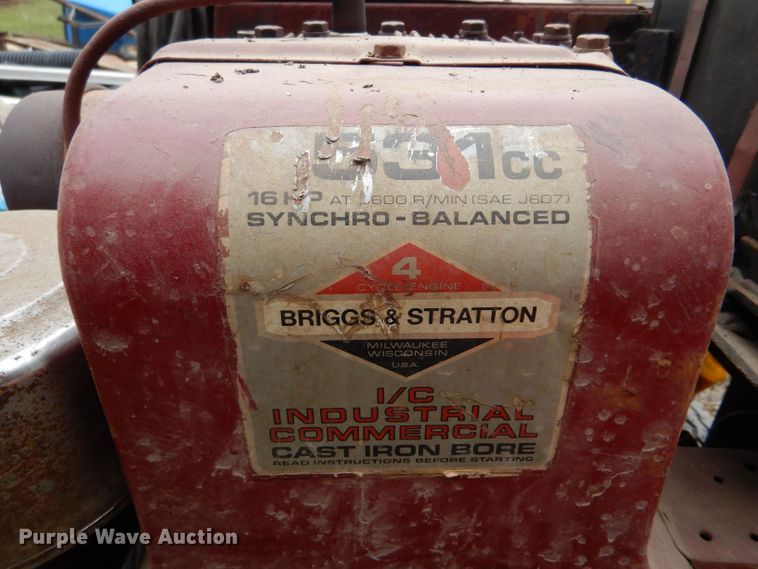 531cc
16 HP AT 3600 R/MIN (SAE J607)
SYNCHRO-BALANCED
4
CYCLE ENGINE
BRIGGS & STRATTON
MILWAUKEE
WISCONSIN
U.S.A.
I/C
INDUSTRIAL
COMMERCIAL
CAST IRON BORE
READ INSTRUCTIONS BEFORE STARTING
Purple Wave Auction®